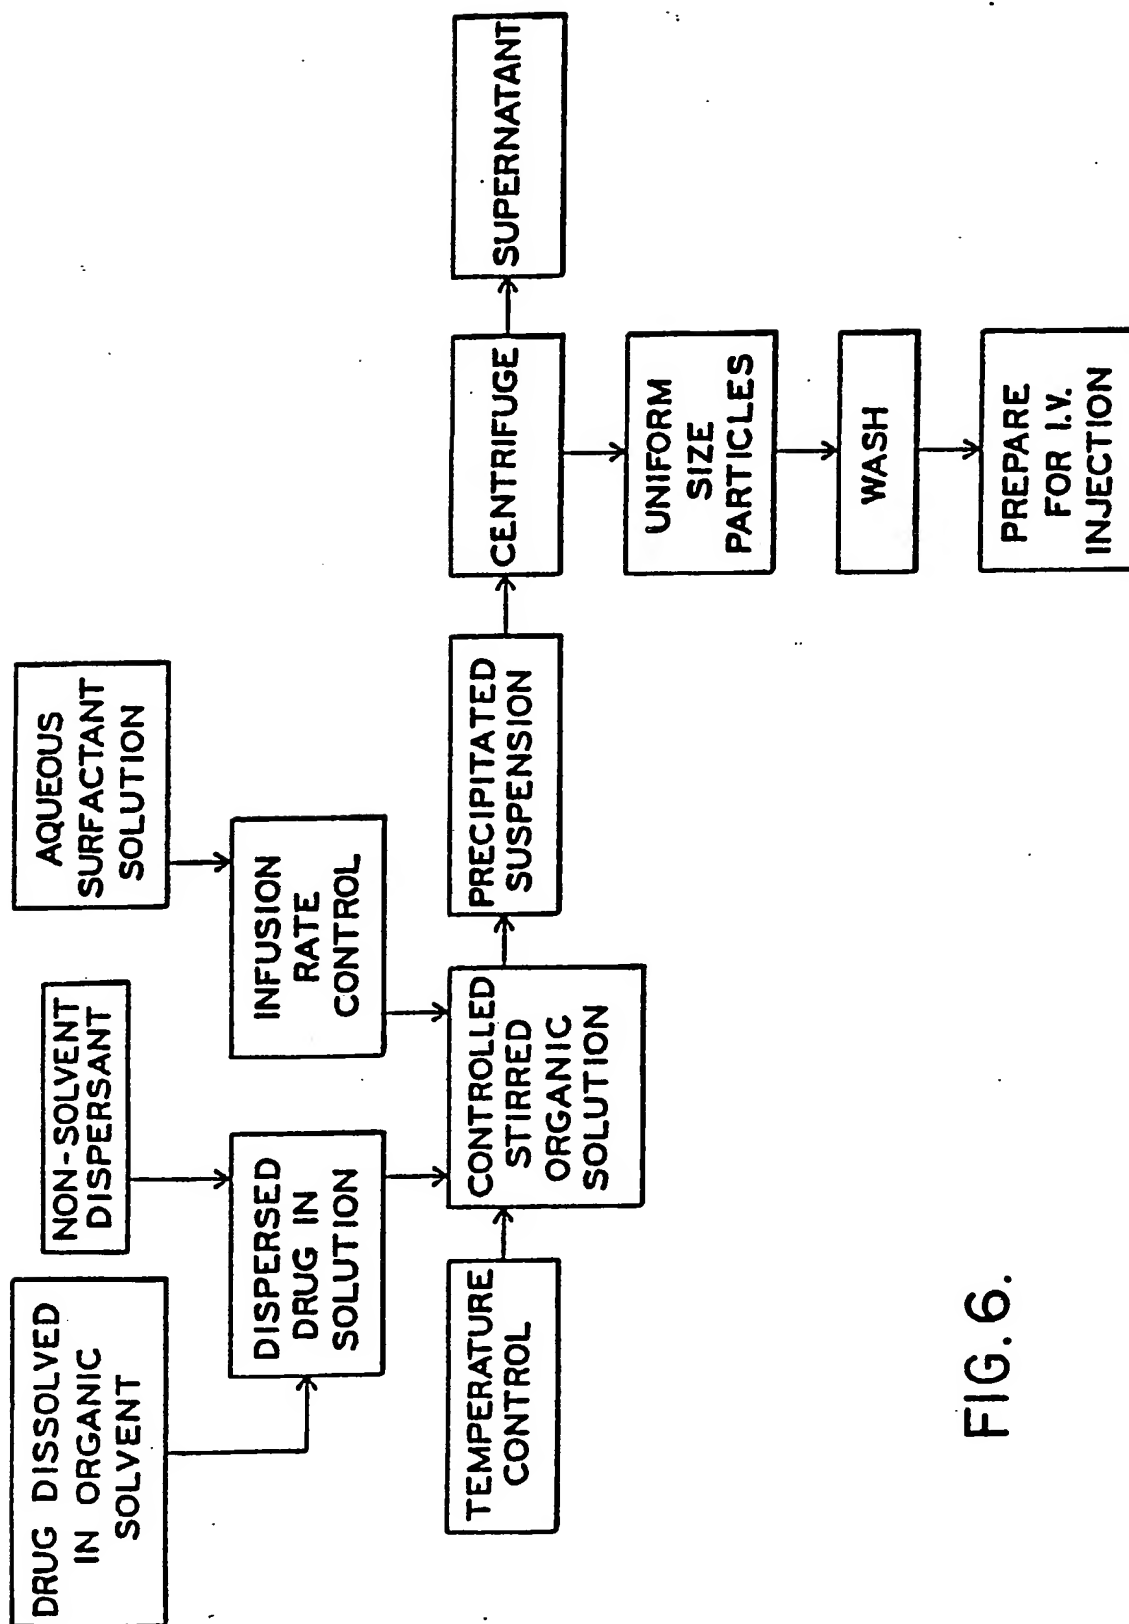 DRUG DISSOLVED
IN ORGANIC
SOLVENT
NON-SOLVENT
DISPERSANT
AQUEOUS
SURFACTANT
SOLUTION
DISPERSED
DRUG IN
SOLUTION
INFUSION
RATE
CONTROL
TEMPERATURE
CONTROL
CONTROLLED
STIRRED
ORGANIC
SOLUTION
PRECIPITATED
SUSPENSION
CENTRIFUGE
SUPERNATANT
UNIFORM
SIZE
PARTICLES
WASH
PREPARE
FOR I.V.
INJECTION
FIG. 6.